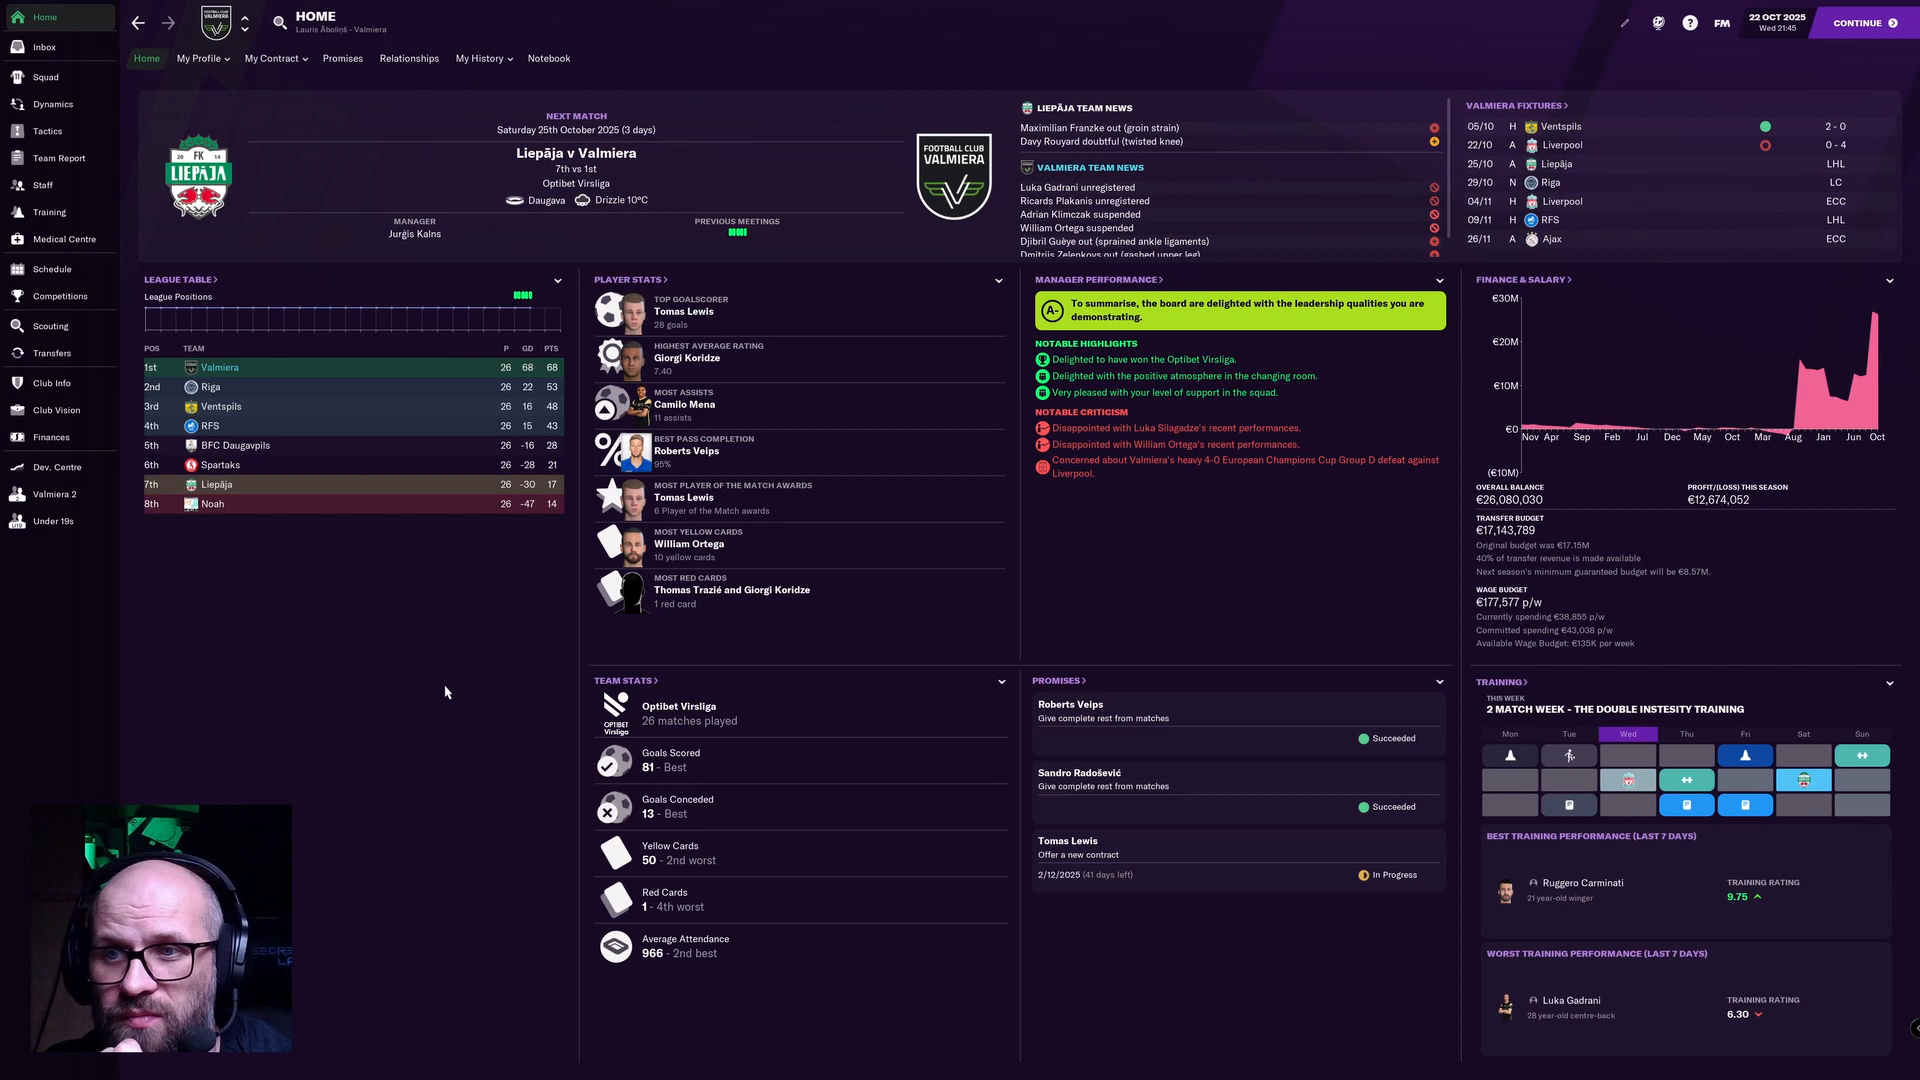 Home
Inbox
Squad
Dynamics
Tactics
Team Report
Staff
Training
Medical Centre
Schedule
Competitions
Scouting
Transfers
Club Info
Club Vision
Finances
Dev. Centre
Valmiera 2
Under 19s
HOME
Lauris Āboliņš - Valmiera
FM
22 OCT 2025
Wed 21:45
CONTINUE
Home
My Profile
My Contract
Promises
Relationships
My History
Notebook
NEXT MATCH
Saturday 25th October 2025 (3 days)
Liepāja v Valmiera
7th vs 1st
Optibet Virsliga
Daugava
Drizzle 10°C
MANAGER
Jurģis Kalns
PREVIOUS MEETINGS
20 FK 14
LIEPĀJA
FOOTBALL CLUB
VALMIERA
LIEPĀJA TEAM NEWS
Maximilian Franzke out (groin strain)
Davy Rouyard doubtful (twisted knee)
VALMIERA TEAM NEWS
Luka Gadrani unregistered
Ricards Plakanis unregistered
Adrian Klimczak suspended
William Ortega suspended
Djibril Guèye out (sprained ankle ligaments)
Dmitrijs Zelenkovs out (gashed upper leg)
VALMIERA FIXTURES
05/10 H Ventspils 2 - 0
22/10 A Liverpool 0 - 4
25/10 A Liepāja LHL
29/10 N Riga LC
04/11 H Liverpool ECC
09/11 H RFS LHL
26/11 A Ajax ECC
LEAGUE TABLE
League Positions
POS TEAM P GD PTS
1st Valmiera 26 68 68
2nd Riga 26 22 53
3rd Ventspils 26 16 48
4th RFS 26 15 43
5th BFC Daugavpils 26 -16 28
6th Spartaks 26 -28 21
7th Liepāja 26 -30 17
8th Noah 26 -47 14
PLAYER STATS
TOP GOALSCORER
Tomas Lewis
28 goals
HIGHEST AVERAGE RATING
Giorgi Koridze
7.40
MOST ASSISTS
Camilo Mena
11 assists
BEST PASS COMPLETION
Roberts Veips
95%
MOST PLAYER OF THE MATCH AWARDS
Tomas Lewis
6 Player of the Match awards
MOST YELLOW CARDS
William Ortega
10 yellow cards
MOST RED CARDS
Thomas Trazié and Giorgi Koridze
1 red card
MANAGER PERFORMANCE
A-
To summarise, the board are delighted with the leadership qualities you are
demonstrating.
NOTABLE HIGHLIGHTS
Delighted to have won the Optibet Virsliga.
Delighted with the positive atmosphere in the changing room.
Very pleased with your level of support in the squad.
NOTABLE CRITICISM
Disappointed with Luka Silagadze's recent performances.
Disappointed with William Ortega's recent performances.
Concerned about Valmiera's heavy 4-0 European Champions Cup Group D defeat against
Liverpool.
FINANCE & SALARY
€30M
€20M
€10M
€0
(€10M)
Nov Apr Sep Feb Jul Dec May Oct Mar Aug Jan Jun Oct
OVERALL BALANCE
€26,080,030
PROFIT/(LOSS) THIS SEASON
€12,674,052
TRANSFER BUDGET
€17,143,789
Original budget was €17.15M
40% of transfer revenue is made available
Next season's minimum guaranteed budget will be €8.57M.
WAGE BUDGET
€177,577 p/w
Currently spending €38,855 p/w
Committed spending €43,038 p/w
Available Wage Budget: €135K per week
TEAM STATS
OPTIBET
Virsliga
Optibet Virsliga
26 matches played
Goals Scored
81 - Best
Goals Conceded
13 - Best
Yellow Cards
50 - 2nd worst
Red Cards
1 - 4th worst
Average Attendance
966 - 2nd best
PROMISES
Roberts Veips
Give complete rest from matches
Succeeded
Sandro Radošević
Give complete rest from matches
Succeeded
Tomas Lewis
Offer a new contract
2/12/2025 (41 days left)
In Progress
TRAINING
THIS WEEK
2 MATCH WEEK - THE DOUBLE INSTESITY TRAINING
Mon Tue Wed Thu Fri Sat Sun
BEST TRAINING PERFORMANCE (LAST 7 DAYS)
Ruggero Carminati
21 year-old winger
TRAINING RATING
9.75
WORST TRAINING PERFORMANCE (LAST 7 DAYS)
Luka Gadrani
28 year-old centre-back
TRAINING RATING
6.30